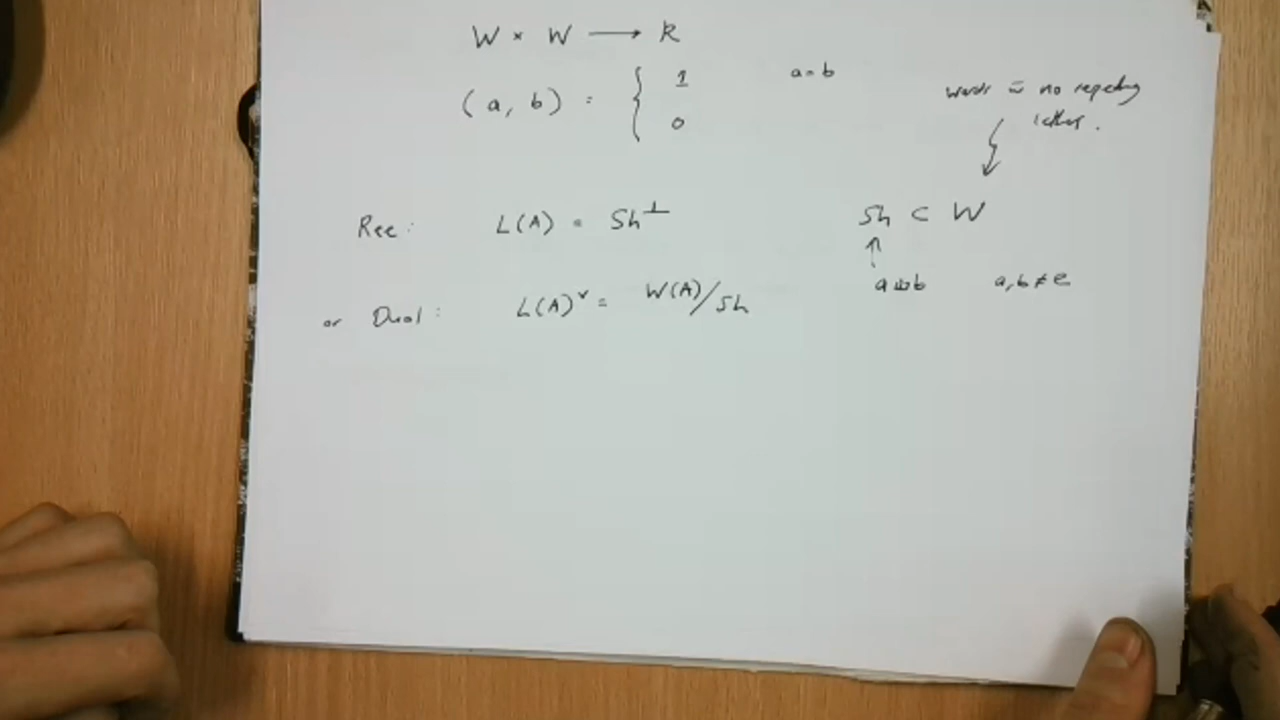 W × W ⟶ R
(a, b) = { 1 a = b
0
words w no repeating
letters.
Rec: L(A) = Sh^⊥ Sh ⊂ W
↑
a ⧢ b a, b ≠ e
or Dual: L(A)^∨ = W(A)/Sh